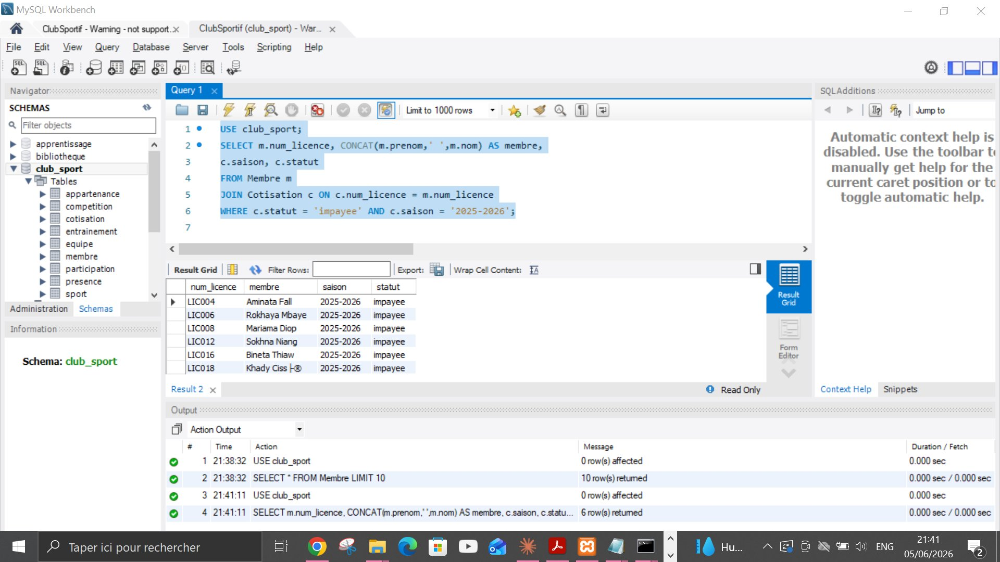 MySQL Workbench
ClubSportif - Warning - not support...
ClubSportif (club_sport) - War...
File Edit View Query Database Server Tools Scripting Help
Navigator
SCHEMAS
Filter objects
apprentissage
bibliotheque
club_sport
Tables
appartenance
competition
cotisation
entrainement
equipe
membre
participation
presence
sport
Administration Schemas
Information
Schema: club_sport
Query 1
Limit to 1000 rows
1 USE club_sport;
2 SELECT m.num_licence, CONCAT(m.prenom,' ',m.nom) AS membre,
3 c.saison, c.statut
4 FROM Membre m
5 JOIN Cotisation c ON c.num_licence = m.num_licence
6 WHERE c.statut = 'impayee' AND c.saison = '2025-2026';
7
Result Grid Filter Rows: Export: Wrap Cell Content:
num_licence membre saison statut
LIC004 Aminata Fall 2025-2026 impayee
LIC006 Rokhaya Mbaye 2025-2026 impayee
LIC008 Mariama Diop 2025-2026 impayee
LIC012 Sokhna Niang 2025-2026 impayee
LIC016 Bineta Thiaw 2025-2026 impayee
LIC018 Khady Ciss├® 2025-2026 impayee
Result Grid
Form Editor
Result 2
Read Only
SQLAdditions
Jump to
Automatic context help is
disabled. Use the toolbar to
manually get help for the
current caret position or to
toggle automatic help.
Context Help Snippets
Output
Action Output
# Time Action Message Duration / Fetch
1 21:38:32 USE club_sport 0 row(s) affected 0.000 sec
2 21:38:32 SELECT * FROM Membre LIMIT 10 10 row(s) returned 0.000 sec / 0.000 sec
3 21:41:11 USE club_sport 0 row(s) affected 0.000 sec
4 21:41:11 SELECT m.num_licence, CONCAT(m.prenom,' ',m.nom) AS membre, c.saison, c.statu... 6 row(s) returned 0.000 sec / 0.000 sec
Taper ici pour rechercher
Hu...
ENG
21:41
05/06/2026
2